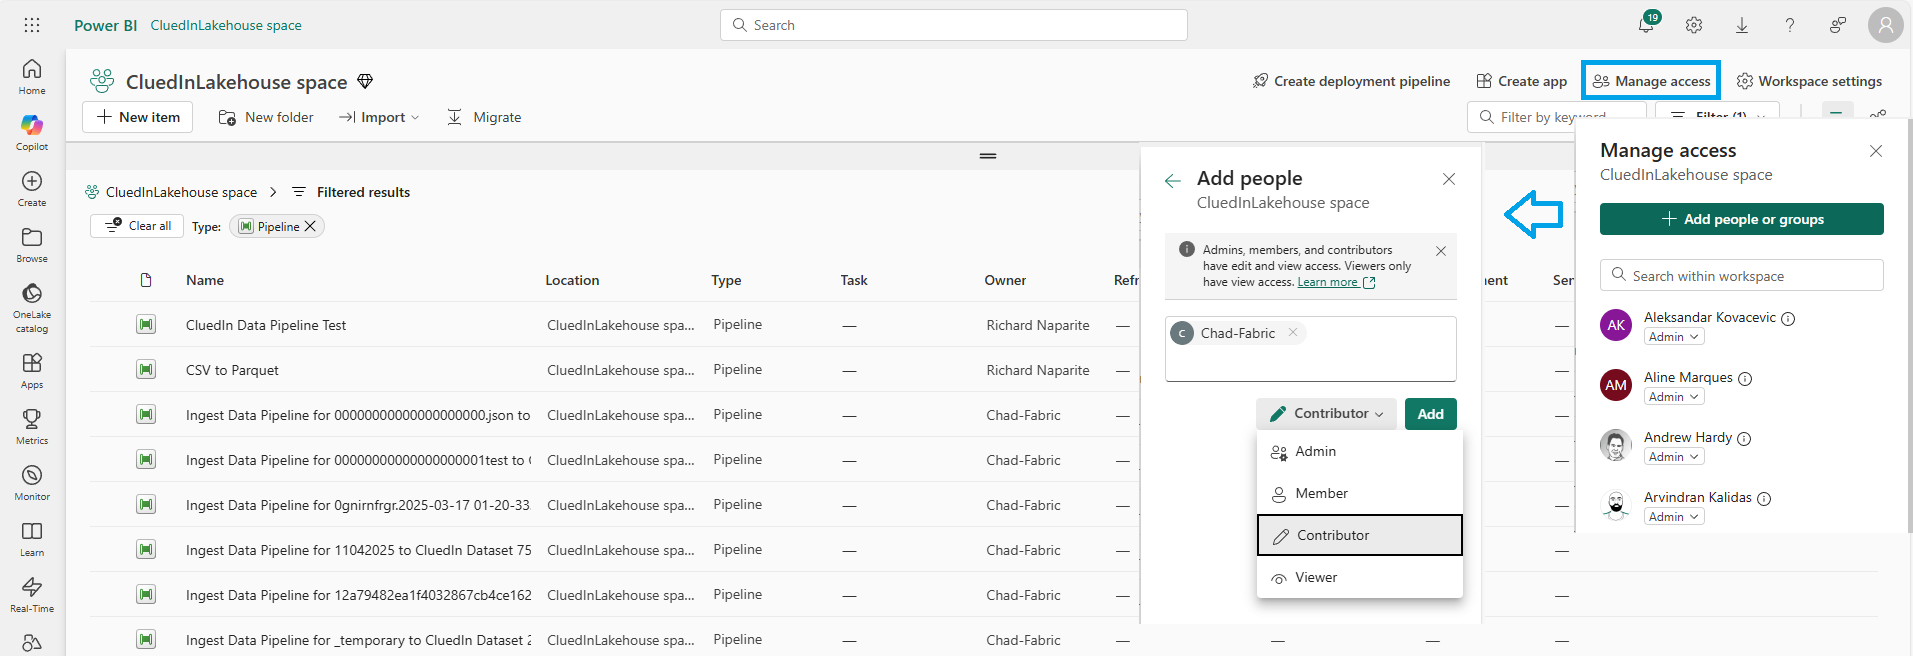 Power BI CluedInLakehouse space
Search
19
Home
Copilot
Create
Browse
OneLake
catalog
Apps
Metrics
Monitor
Learn
Real-Time
CluedInLakehouse space
Create deployment pipeline
Create app
Manage access
Workspace settings
New item
New folder
Import
Migrate
Filter by keyword
Filter (1)
CluedInLakehouse space > Filtered results
Clear all
Type:
Pipeline
Name Location Type Task Owner Refr
CluedIn Data Pipeline Test CluedInLakehouse spa... Pipeline — Richard Naparite — —
CSV to Parquet CluedInLakehouse spa... Pipeline — Richard Naparite — —
Ingest Data Pipeline for 00000000000000000000.json to CluedInLakehouse spa... Pipeline — Chad-Fabric — —
Ingest Data Pipeline for 00000000000000000001test to CluedInLakehouse spa... Pipeline — Chad-Fabric — —
Ingest Data Pipeline for 0gnirnfrgr.2025-03-17 01-20-33. CluedInLakehouse spa... Pipeline — Chad-Fabric — —
Ingest Data Pipeline for 11042025 to CluedIn Dataset 75 CluedInLakehouse spa... Pipeline — Chad-Fabric — —
Ingest Data Pipeline for 12a79482ea1f4032867cb4ce162 CluedInLakehouse spa... Pipeline — Chad-Fabric — —
Ingest Data Pipeline for _temporary to CluedIn Dataset 2 CluedInLakehouse spa... Pipeline — Chad-Fabric — — — —
Add people
CluedInLakehouse space
Admins, members, and contributors
have edit and view access. Viewers only
have view access. Learn more
C Chad-Fabric
Contributor
Add
Admin
Member
Contributor
Viewer
ent Ser
Manage access
CluedInLakehouse space
Add people or groups
Search within workspace
AK Aleksandar Kovacevic
Admin
AM Aline Marques
Admin
Andrew Hardy
Admin
Arvindran Kalidas
Admin